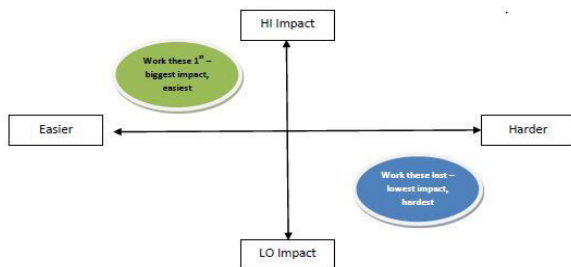 HI Impact
Work these 1st –
biggest impact,
easiest
Easier
Harder
Work these last –
lowest impact,
hardest
LO Impact